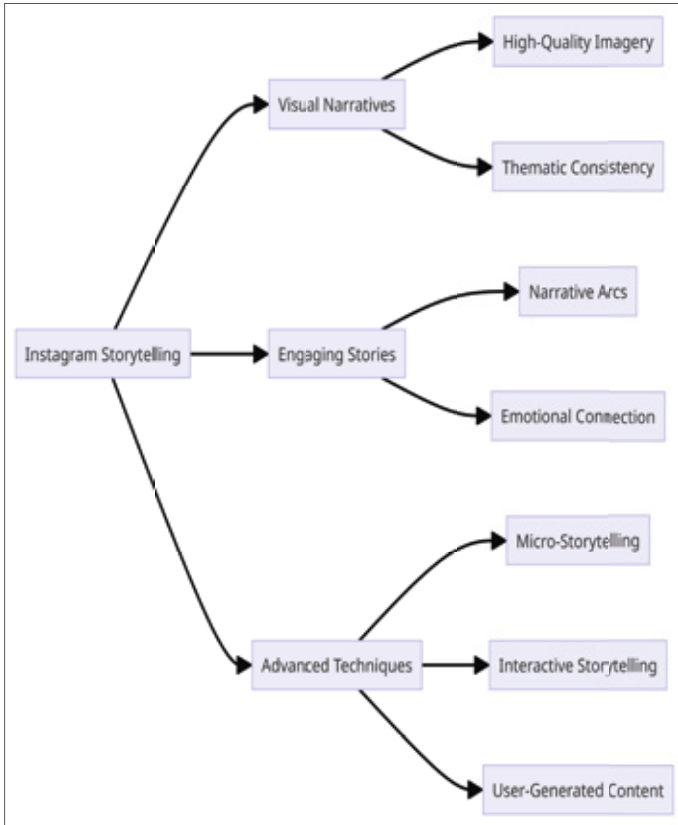 Instagram Storytelling
Visual Narratives
High-Quality Imagery
Thematic Consistency
Engaging Stories
Narrative Arcs
Emotional Connection
Advanced Techniques
Micro-Storytelling
Interactive Storytelling
User-Generated Content